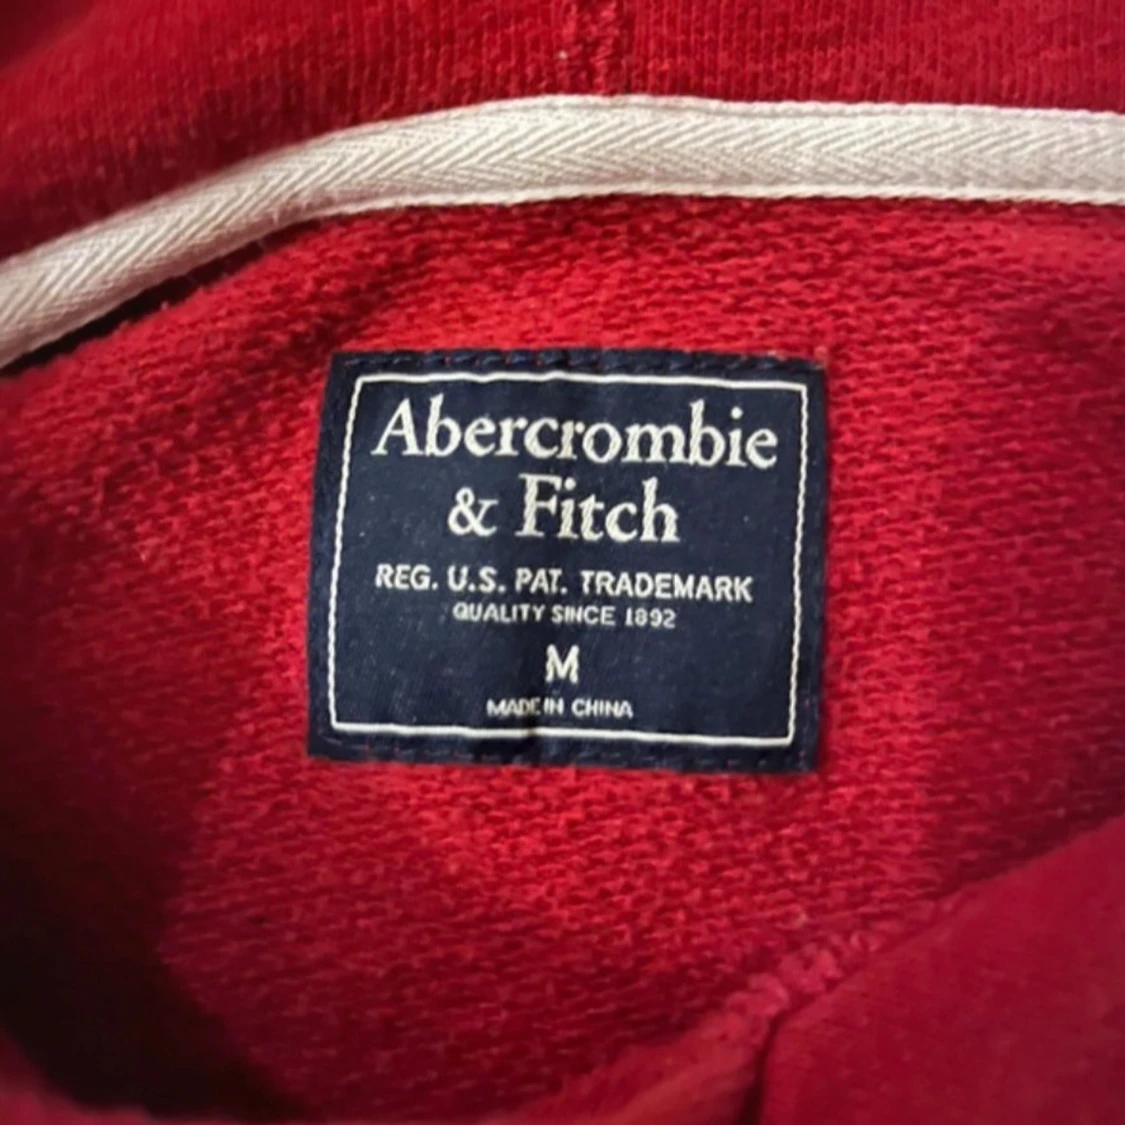 Abercrombie
& Fitch
REG. U.S. PAT. TRADEMARK
QUALITY SINCE 1892
M
MADE IN CHINA